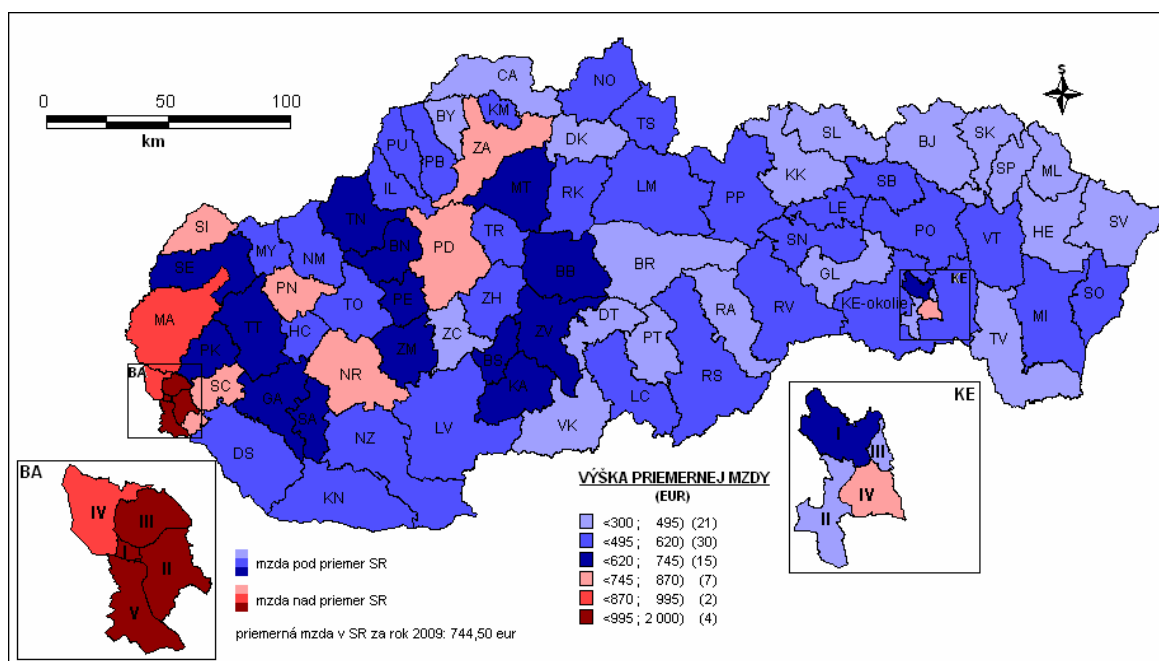 CA
NO
S
0 50 100
km
BY
KM
TS
ZA
DK
SL
BJ
SK
SP
ML
PU
PB
IL
MT
RK
LM
PP
KK
SB
SV
TN
LE
HE
SI
MY
NM
BN
PD
TR
SN
PO
VT
SE
BB
BR
GL
KE
PN
TO
PE
ZH
RV
KE-okolie
MI
SO
MA
TT
HC
ZC
DT
PT
RA
TV
PK
ZM
BS
ZV
BA
SC
NR
KA
GA
SA
RS
LC
DS
NZ
LV
VK
KN
KE
I
III
IV
II
BA
IV
III
I
II
V
VÝŠKA PRIEMERNEJ MZDY
(EUR)
<300 ; 495) (21)
<495 ; 620) (30)
<620 ; 745) (15)
<745 ; 870) (7)
<870 ; 995) (2)
<995 ; 2 000) (4)
mzda pod priemer SR
mzda nad priemer SR
priemerná mzda v SR za rok 2009: 744,50 eur